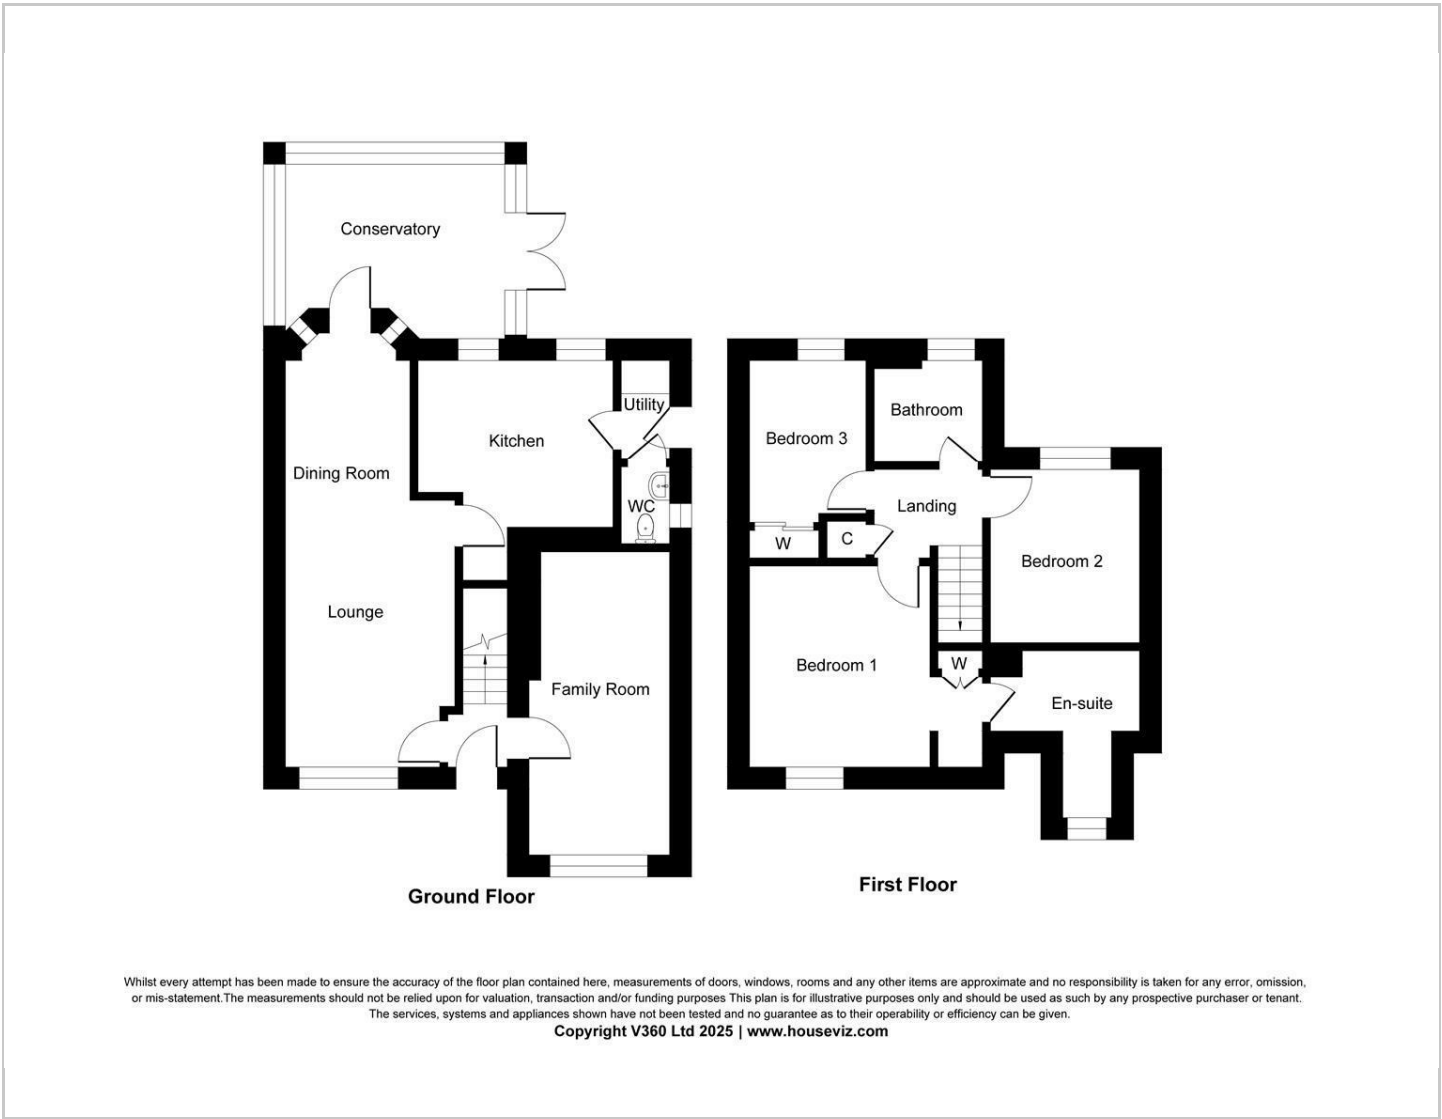 Conservatory
Utility
Kitchen
Dining Room
WC
Lounge
Family Room
Ground Floor
Bathroom
Bedroom 3
Landing
W
C
Bedroom 2
Bedroom 1
W
En-suite
First Floor
Whilst every attempt has been made to ensure the accuracy of the floor plan contained here, measurements of doors, windows, rooms and any other items are approximate and no responsibility is taken for any error, omission,
or mis-statement.The measurements should not be relied upon for valuation, transaction and/or funding purposes This plan is for illustrative purposes only and should be used as such by any prospective purchaser or tenant.
The services, systems and appliances shown have not been tested and no guarantee as to their operability or efficiency can be given.
Copyright V360 Ltd 2025 | www.houseviz.com